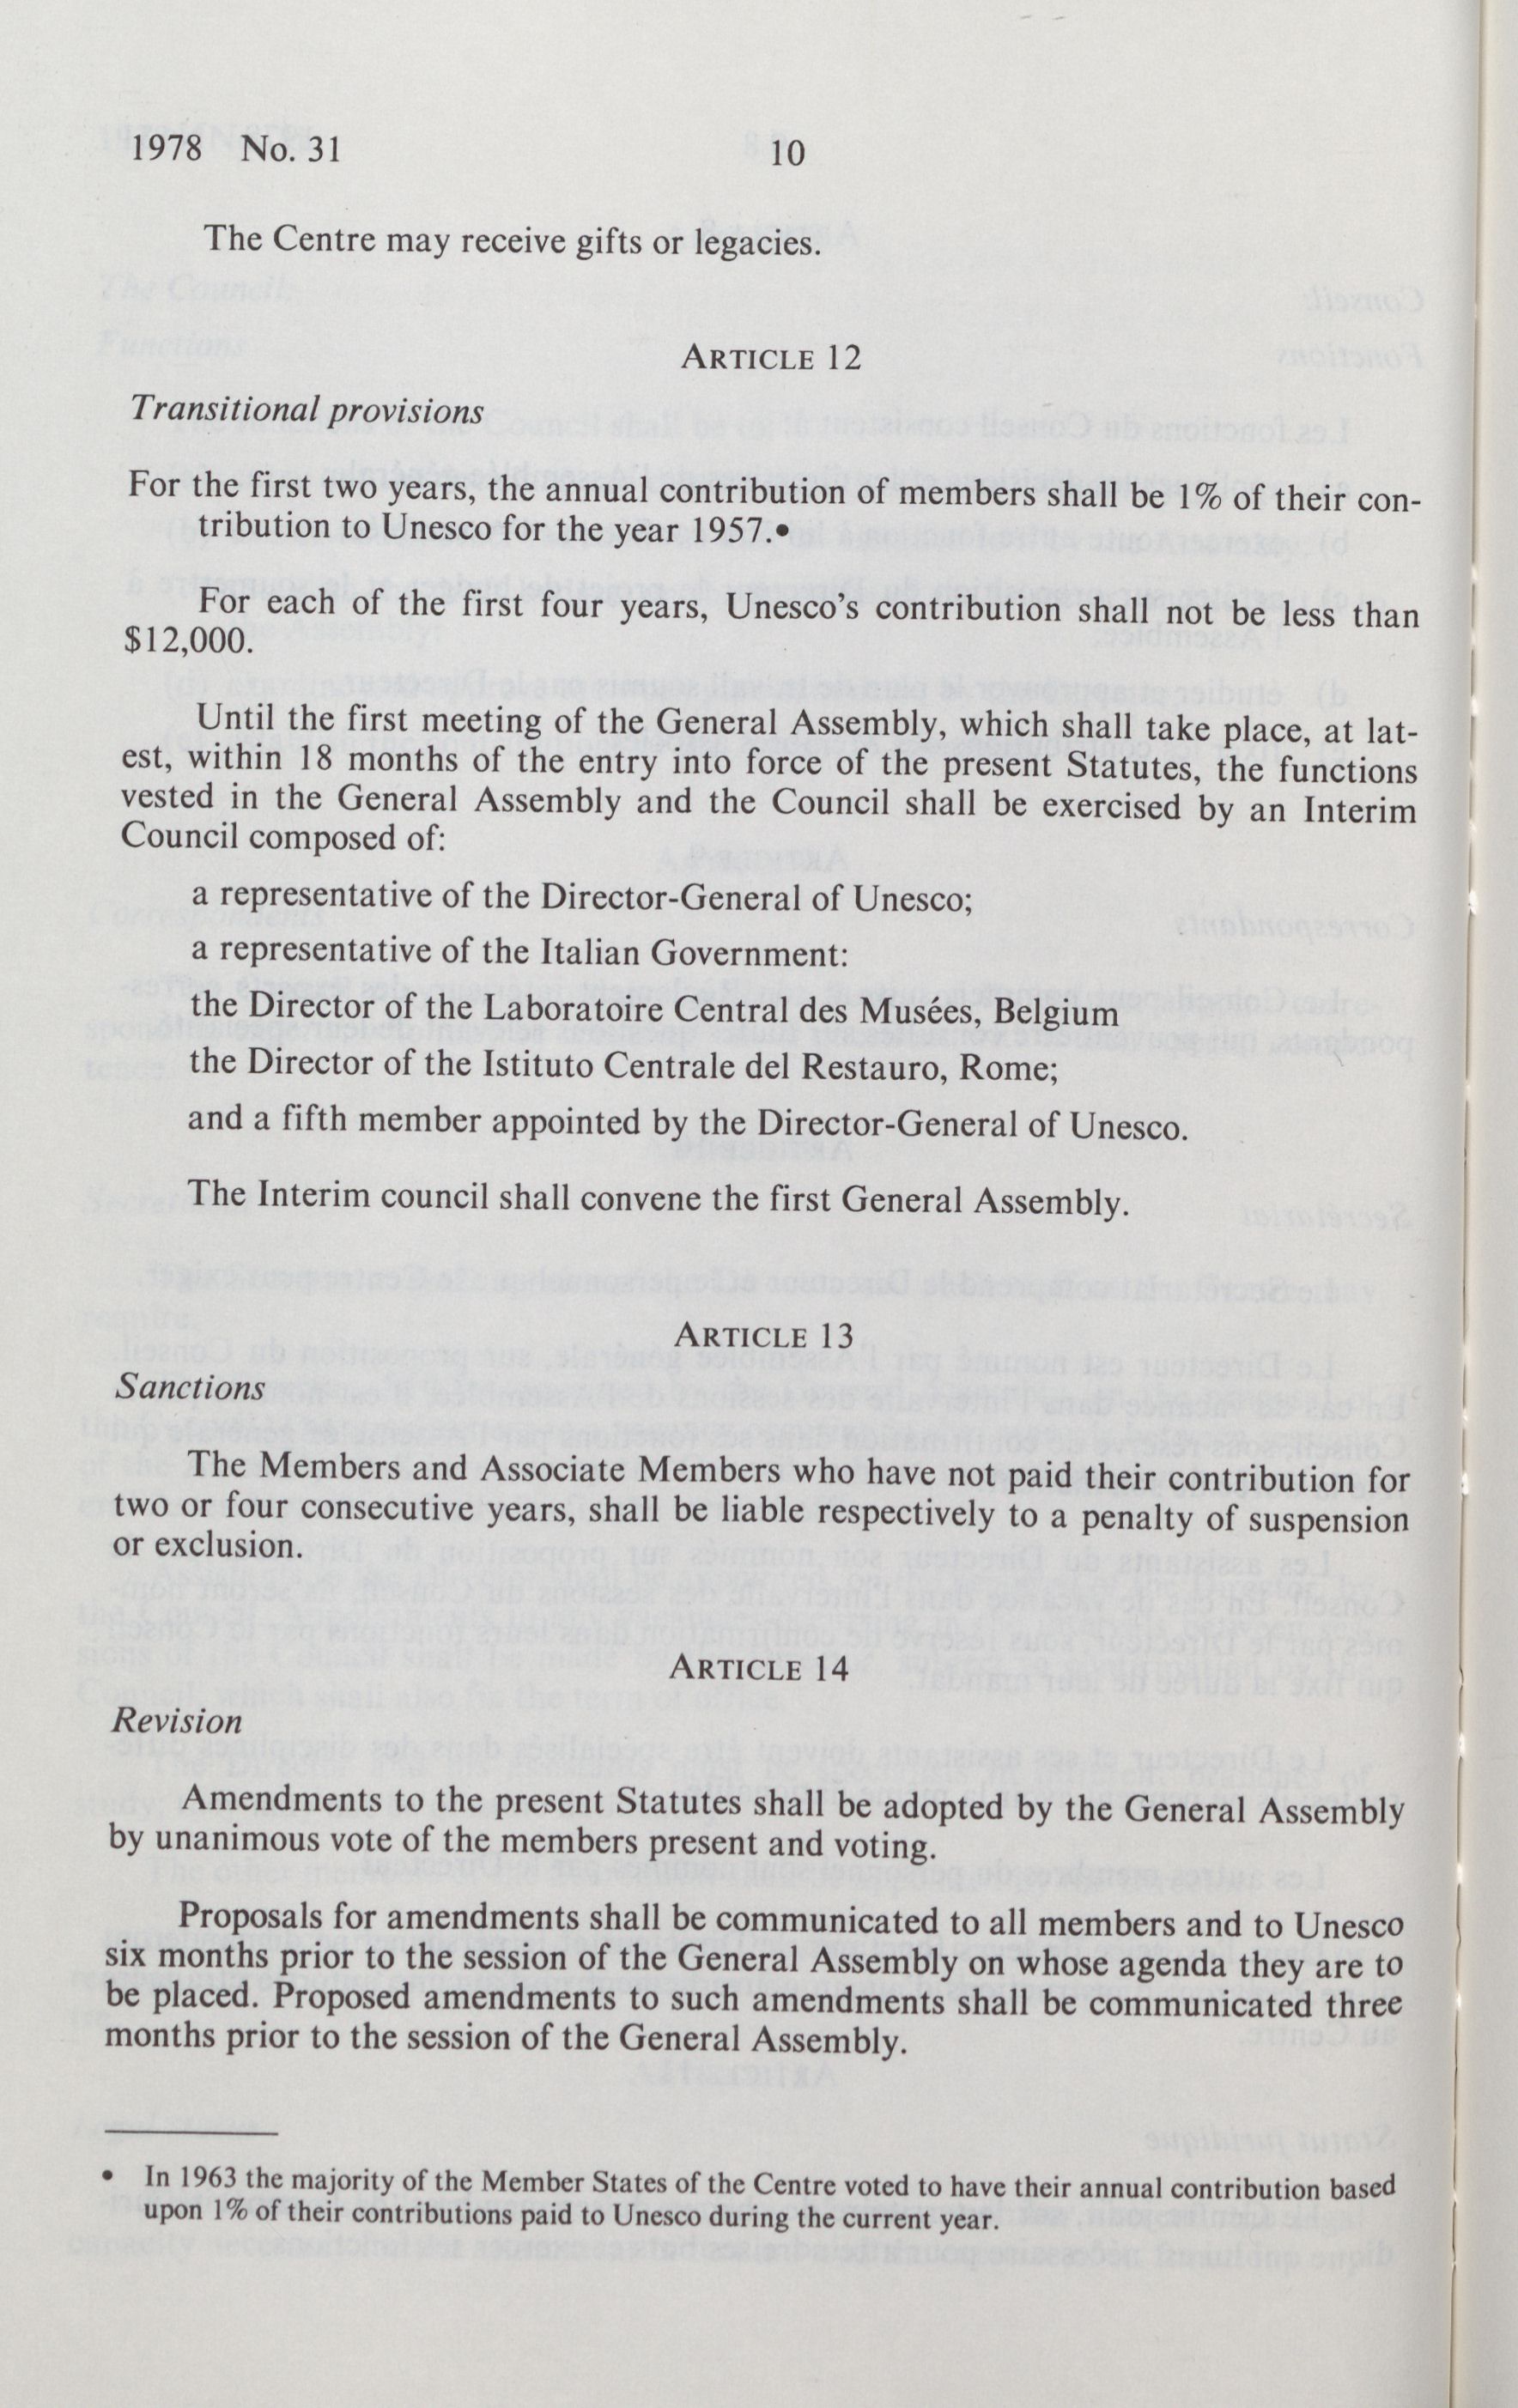 1978 No. 31
10
The Centre may receive gifts or legacies.
ARTICLE 12
Transitional provisions
For the first two years, the annual contribution of members shall be 1% of their con-
tribution to Unesco for the year 1957.•
For each of the first four years, Unesco's contribution shall not be less than
$12,000.
Until the first meeting of the General Assembly, which shall take place, at lat-
est, within 18 months of the entry into force of the present Statutes, the functions
vested in the General Assembly and the Council shall be exercised by an Interim
Council composed of:
a representative of the Director-General of Unesco;
a representative of the Italian Government:
the Director of the Laboratoire Central des Musées, Belgium
the Director of the Istituto Centrale del Restauro, Rome;
and a fifth member appointed by the Director-General of Unesco.
The Interim council shall convene the first General Assembly.
ARTICLE 13
Sanctions
The Members and Associate Members who have not paid their contribution for
two or four consecutive years, shall be liable respectively to a penalty of suspension
or exclusion.
ARTICLE 14
Revision
Amendments to the present Statutes shall be adopted by the General Assembly
by unanimous vote of the members present and voting.
Proposals for amendments shall be communicated to all members and to Unesco
six months prior to the session of the General Assembly on whose agenda they are to
be placed. Proposed amendments to such amendments shall be communicated three
months prior to the session of the General Assembly.
• In 1963 the majority of the Member States of the Centre voted to have their annual contribution based
upon 1% of their contributions paid to Unesco during the current year.